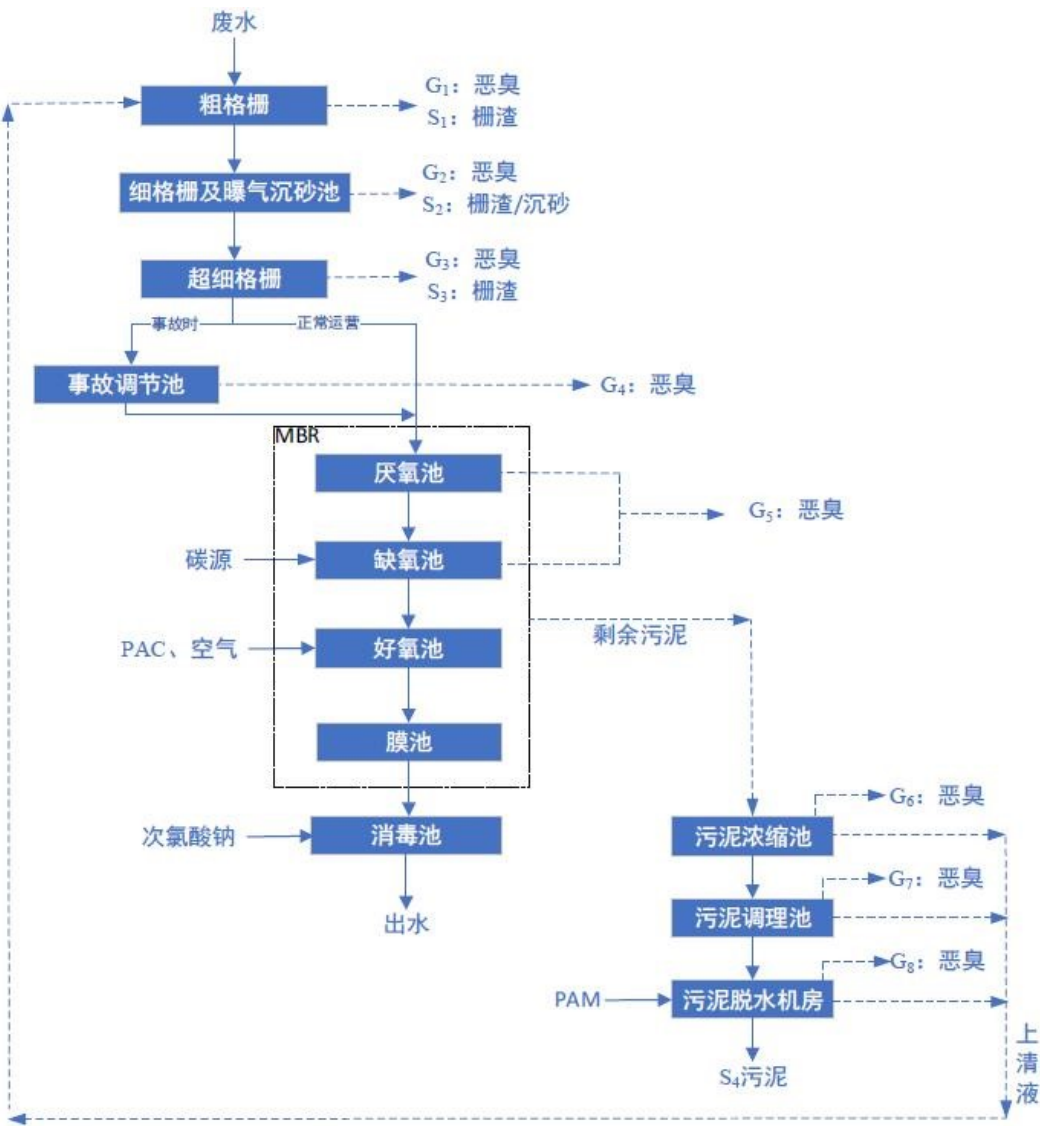 废水
粗格栅
G₁：恶臭
S₁：栅渣
细格栅及曝气沉砂池
G₂：恶臭
S₂：栅渣/沉砂
超细格栅
G₃：恶臭
S₃：栅渣
事故时
正常运营
事故调节池
G₄：恶臭
MBR
厌氧池
G₅：恶臭
碳源
缺氧池
PAC、空气
好氧池
剩余污泥
膜池
次氯酸钠
消毒池
出水
G₆：恶臭
污泥浓缩池
G₇：恶臭
污泥调理池
G₈：恶臭
PAM
污泥脱水机房
S₄污泥
上清液